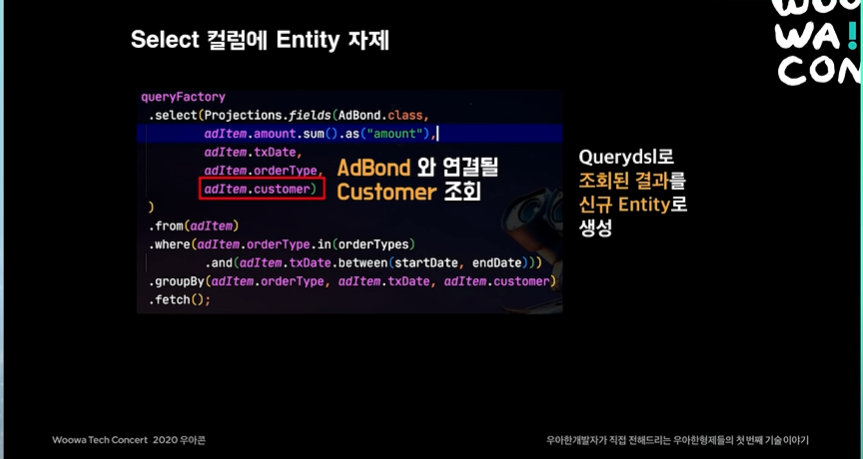 WOOWA!CON
Select 컬럼에 Entity 자제
queryFactory
.select(Projections.fields(AdBond.class,
adItem.amount.sum().as("amount"),
adItem.txDate,
adItem.orderType,
adItem.customer)
AdBond 와 연결될
Customer 조회
)
.from(adItem)
.where(adItem.orderType.in(orderTypes)
.and(adItem.txDate.between(startDate, endDate)))
.groupBy(adItem.orderType, adItem.txDate, adItem.customer)
.fetch();
Querydsl로
조회된 결과를
신규 Entity로
생성
Woowa Tech Concert 2020 우아콘
우아한개발자가 직접 전해드리는 우아한형제들의 첫 번째 기술 이야기